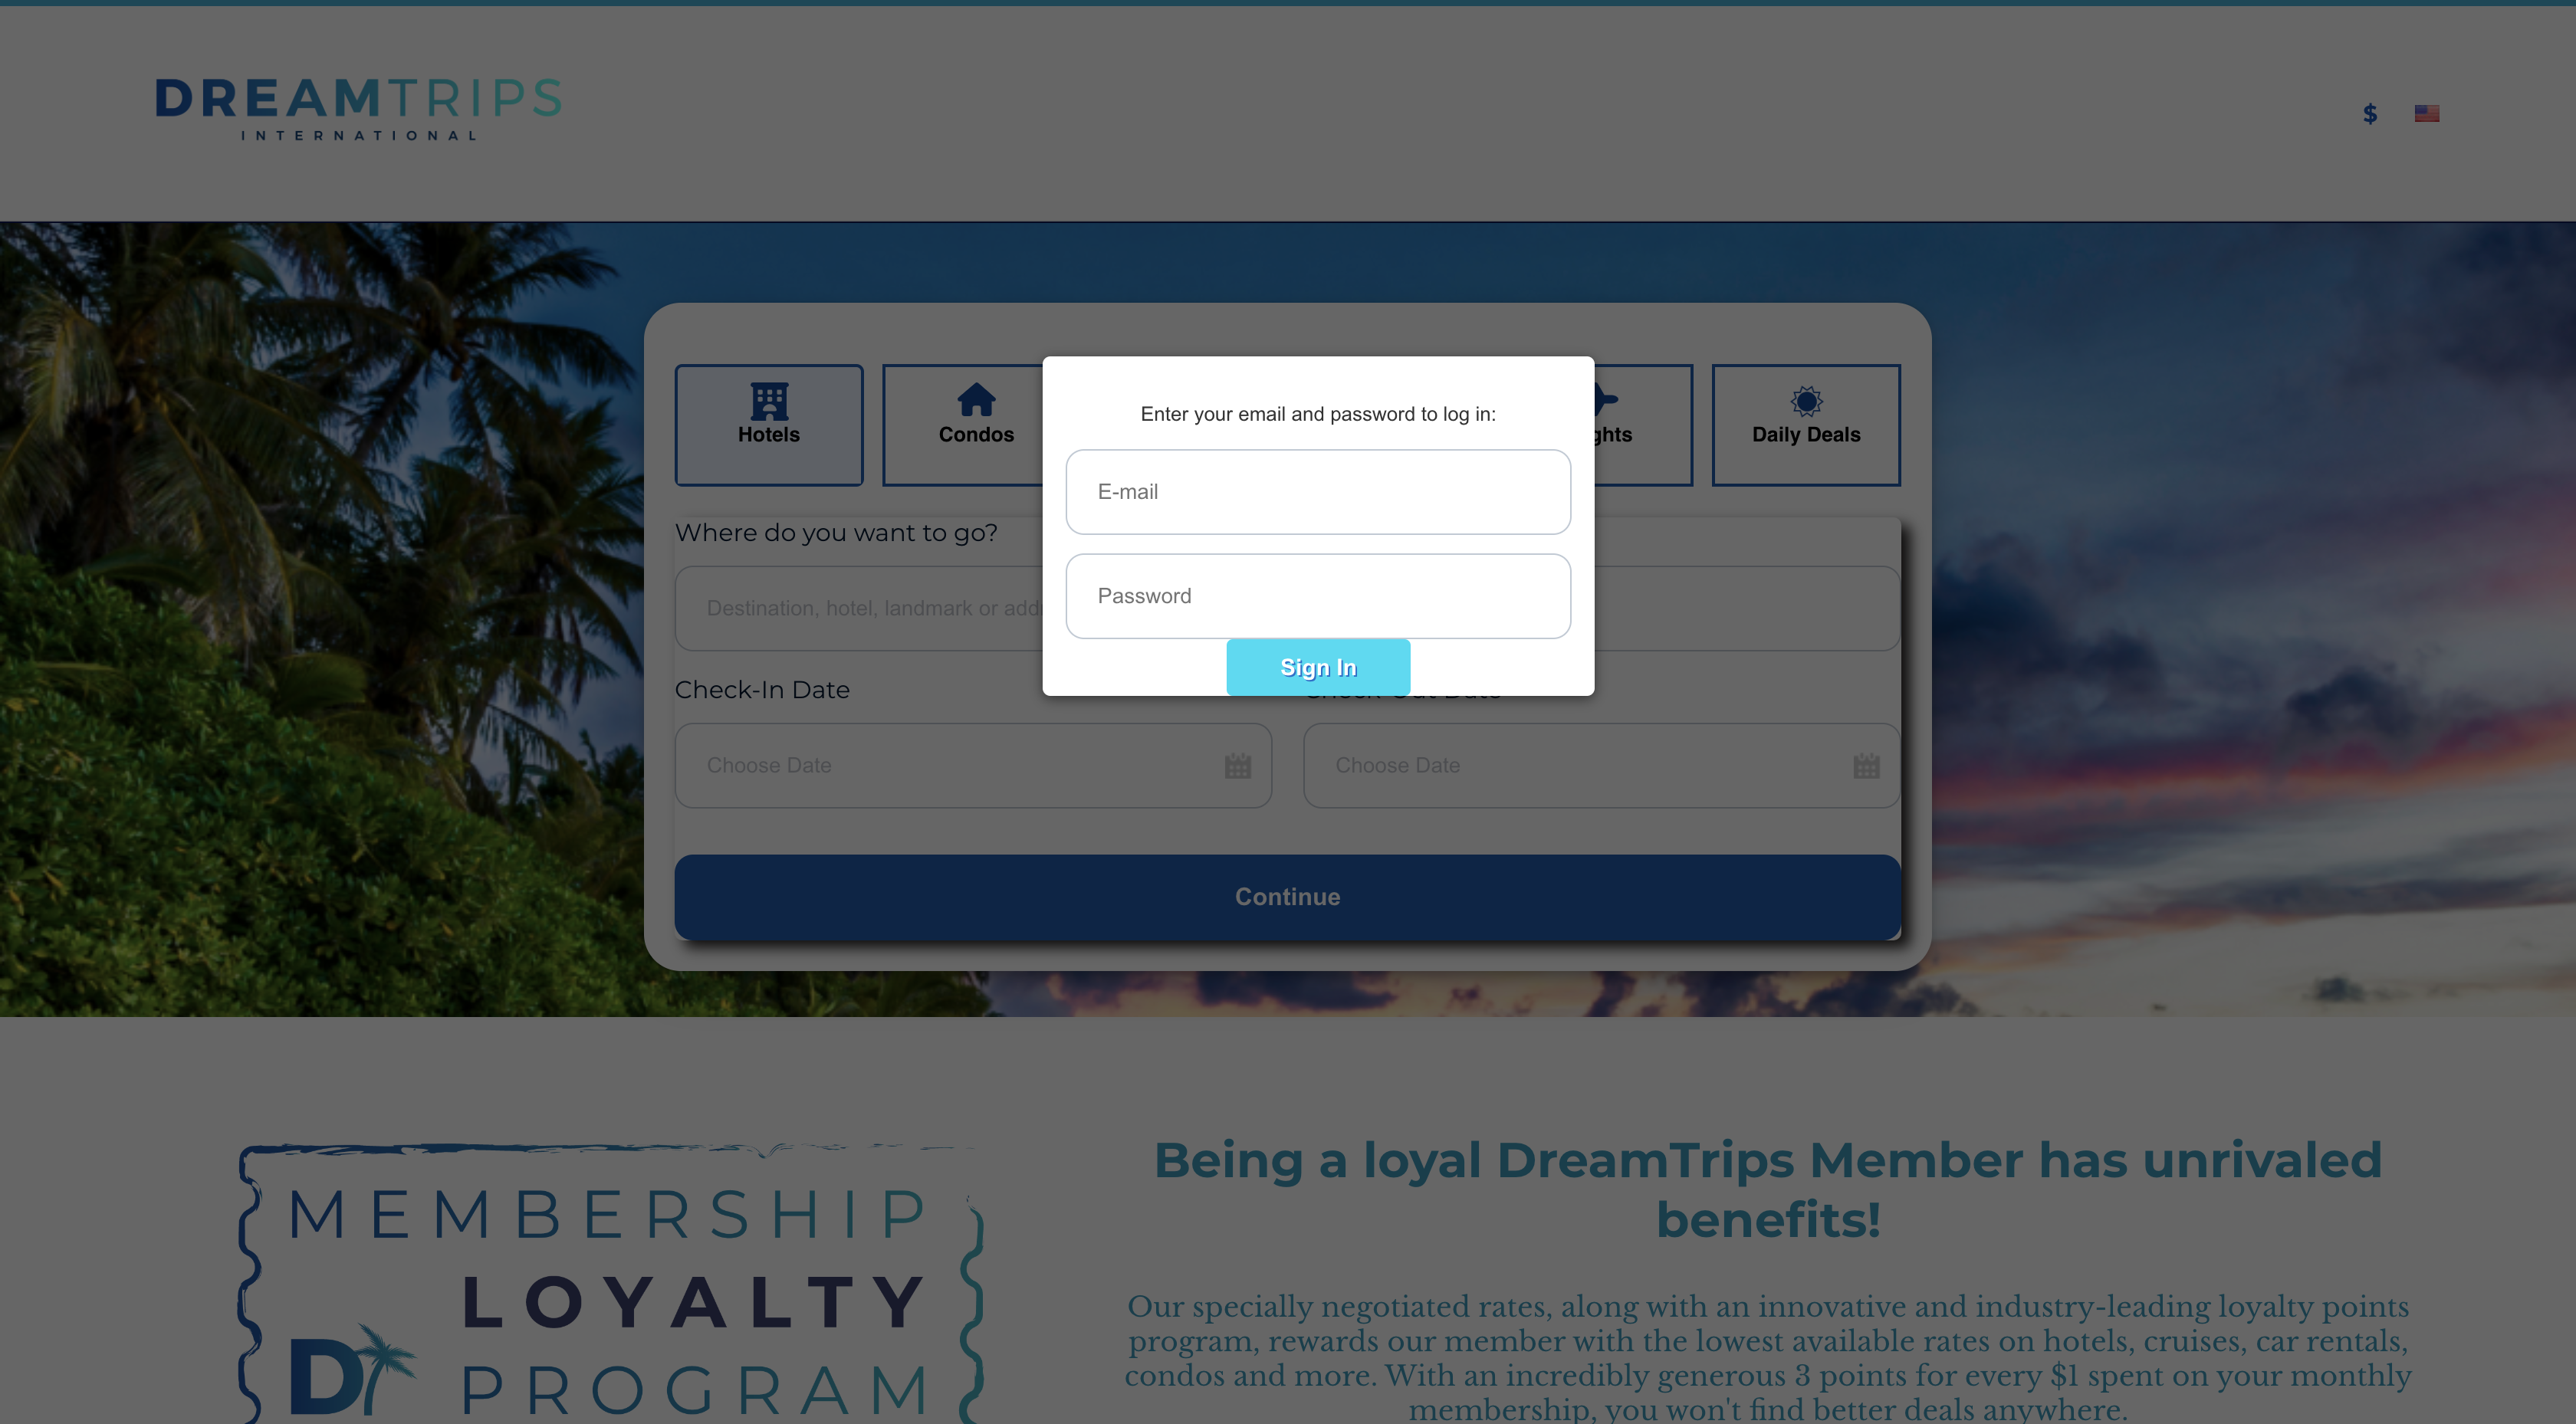 DREAMTRIPS
INTERNATIONAL
$
Hotels
Condos
ghts
Daily Deals
Enter your email and password to log in:
E-mail
Password
Sign In
Where do you want to go?
Destination, hotel, landmark or add
Check-In Date
Check-Out Date
Choose Date
Choose Date
Continue
MEMBERSHIP
LOYALTY
D
PROGRAM
Being a loyal DreamTrips Member has unrivaled
benefits!
Our specially negotiated rates, along with an innovative and industry-leading loyalty points
program, rewards our member with the lowest available rates on hotels, cruises, car rentals,
condos and more. With an incredibly generous 3 points for every $1 spent on your monthly
membership, you won't find better deals anywhere.